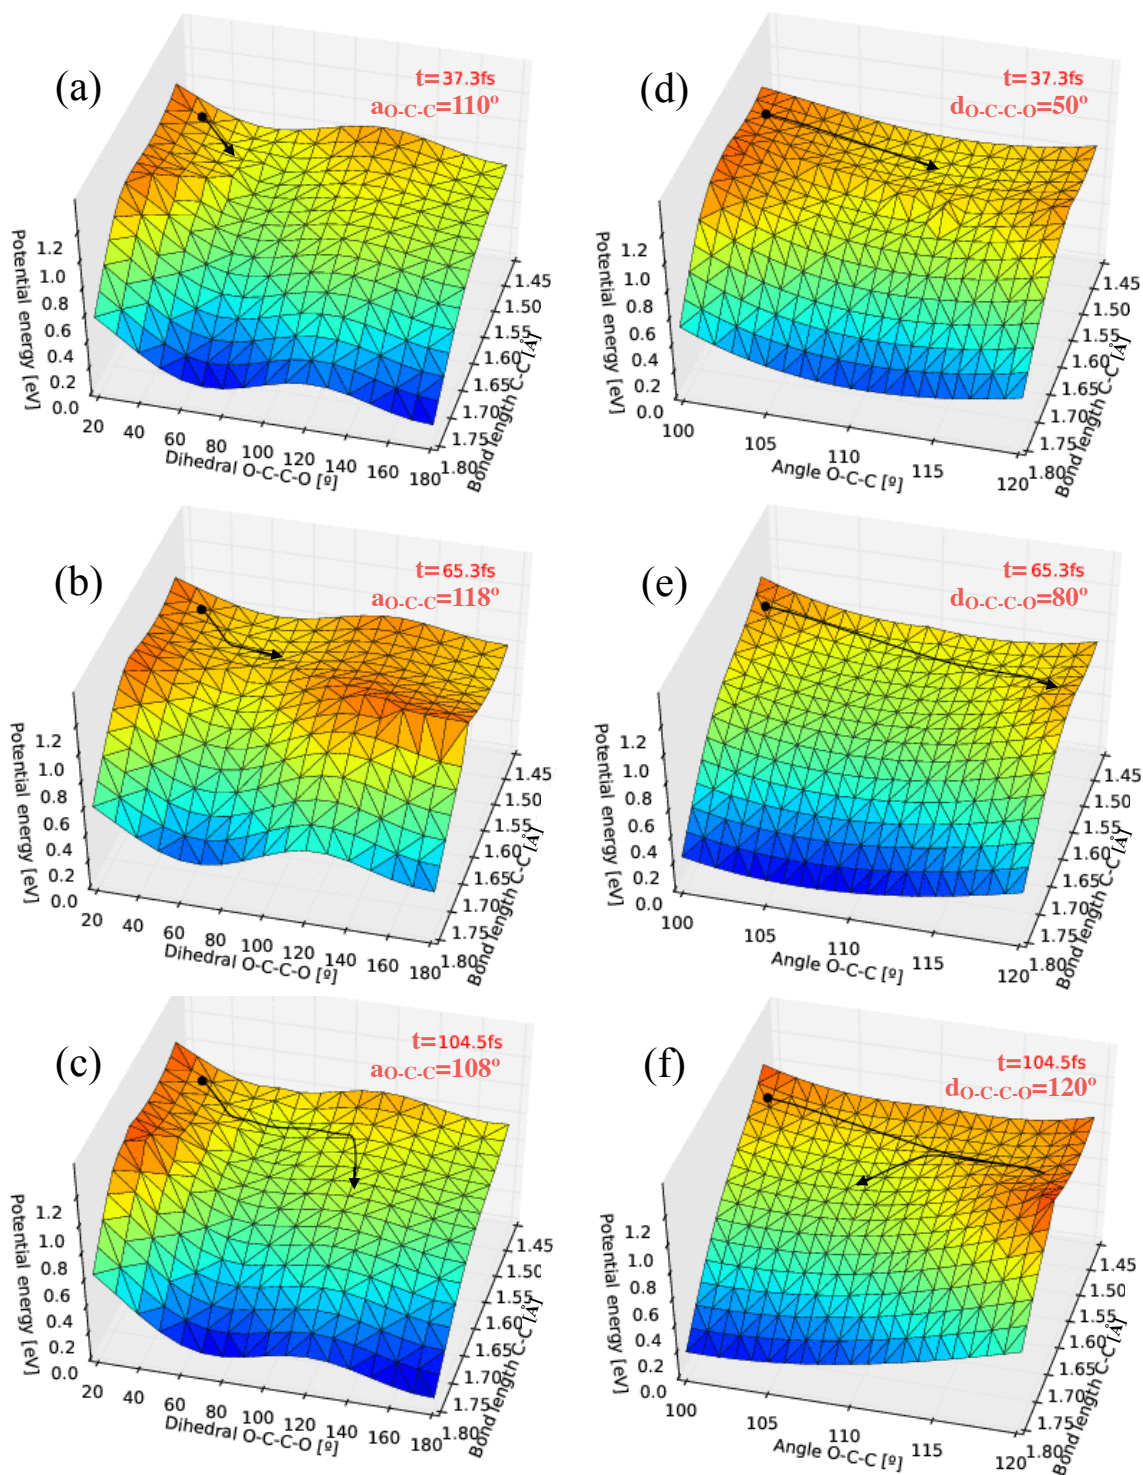 (a)
t=37.3fs
aO-C-C=110º
Potential energy [eV]
1.2
1.0
0.8
0.6
0.4
0.2
0.0
20 40 60 80 100 120 140 160 180
Dihedral O-C-C-O [º]
1.45
1.50
1.55
1.60
1.65
1.70
1.75
1.80
Bond length C-C [Å]
(d)
t=37.3fs
dO-C-C-O=50º
Potential energy [eV]
1.2
1.0
0.8
0.6
0.4
0.2
0.0
100 105 110 115 120
Angle O-C-C [º]
1.45
1.50
1.55
1.60
1.65
1.70
1.75
1.80
Bond length C-C [Å]
(b)
t=65.3fs
aO-C-C=118º
Potential energy [eV]
1.2
1.0
0.8
0.6
0.4
0.2
0.0
20 40 60 80 100 120 140 160 180
Dihedral O-C-C-O [º]
1.45
1.50
1.55
1.60
1.65
1.70
1.75
1.80
Bond length C-C [Å]
(e)
t=65.3fs
dO-C-C-O=80º
Potential energy [eV]
1.2
1.0
0.8
0.6
0.4
0.2
0.0
100 105 110 115 120
Angle O-C-C [º]
1.45
1.50
1.55
1.60
1.65
1.70
1.75
1.80
Bond length C-C [Å]
(c)
t=104.5fs
aO-C-C=108º
Potential energy [eV]
1.2
1.0
0.8
0.6
0.4
0.2
0.0
20 40 60 80 100 120 140 160 180
Dihedral O-C-C-O [º]
1.45
1.50
1.55
1.60
1.65
1.70
1.75
1.80
Bond length C-C [Å]
(f)
t=104.5fs
dO-C-C-O=120º
Potential energy [eV]
1.2
1.0
0.8
0.6
0.4
0.2
0.0
100 105 110 115 120
Angle O-C-C [º]
1.45
1.50
1.55
1.60
1.65
1.70
1.75
1.80
Bond length C-C [Å]